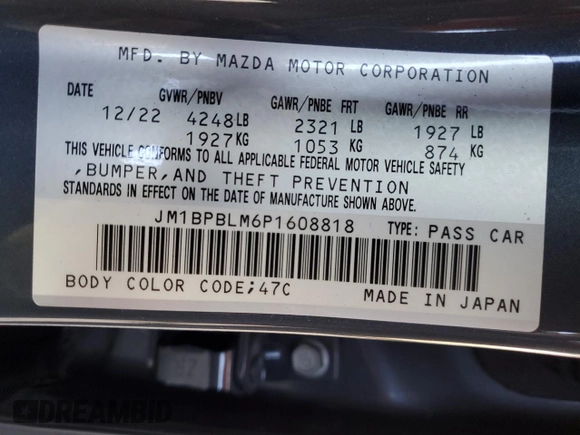 MFD. BY MAZDA MOTOR CORPORATION
DATE GVWR/PNBV GAWR/PNBE FRT GAWR/PNBE RR
12/22 4248LB 2321 LB 1927 LB
1927KG 1053 KG 874 KG
THIS VEHICLE CONFORMS TO ALL APPLICABLE FEDERAL MOTOR VEHICLE SAFETY
,BUMPER,AND THEFT PREVENTION
STANDARDS IN EFFECT ON THE DATE OF MANUFACTURE SHOWN ABOVE.
JM1BPBLM6P1608818 TYPE: PASS CAR
BODY COLOR CODE;47C MADE IN JAPAN
DREAMBID